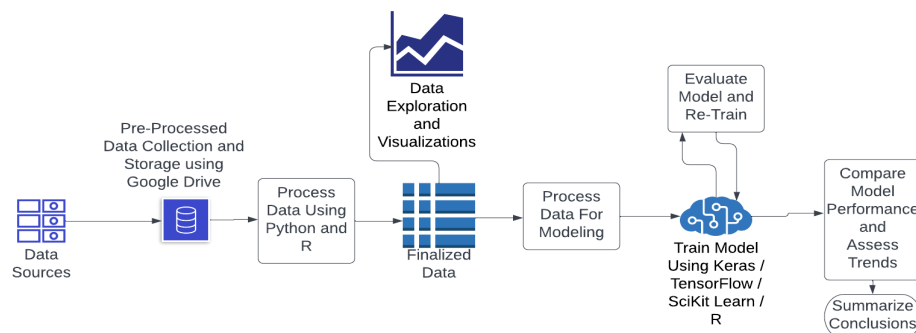 Data
Exploration
and
Visualizations
Evaluate
Model and
Re-Train
Pre-Processed
Data Collection and
Storage using
Google Drive
Process
Data Using
Python and
R
Process
Data For
Modeling
Compare
Model
Performance
and
Assess
Trends
Data
Sources
Finalized
Data
Train Model
Using Keras /
TensorFlow /
SciKit Learn /
R
Summarize
Conclusions